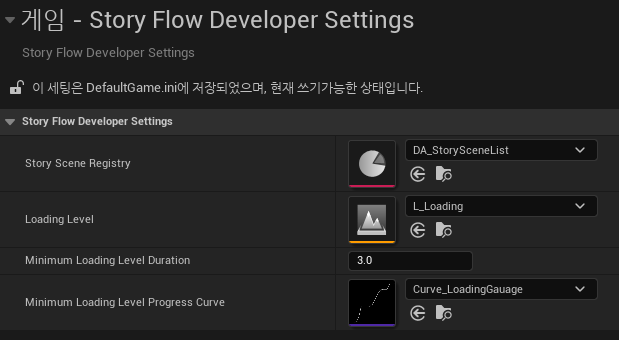 게임 - Story Flow Developer Settings
Story Flow Developer Settings
이 세팅은 DefaultGame.ini에 저장되었으며, 현재 쓰기가능한 상태입니다.
Story Flow Developer Settings
Story Scene Registry
DA_StorySceneList
Loading Level
L_Loading
Minimum Loading Level Duration
3.0
Minimum Loading Level Progress Curve
Curve_LoadingGauage